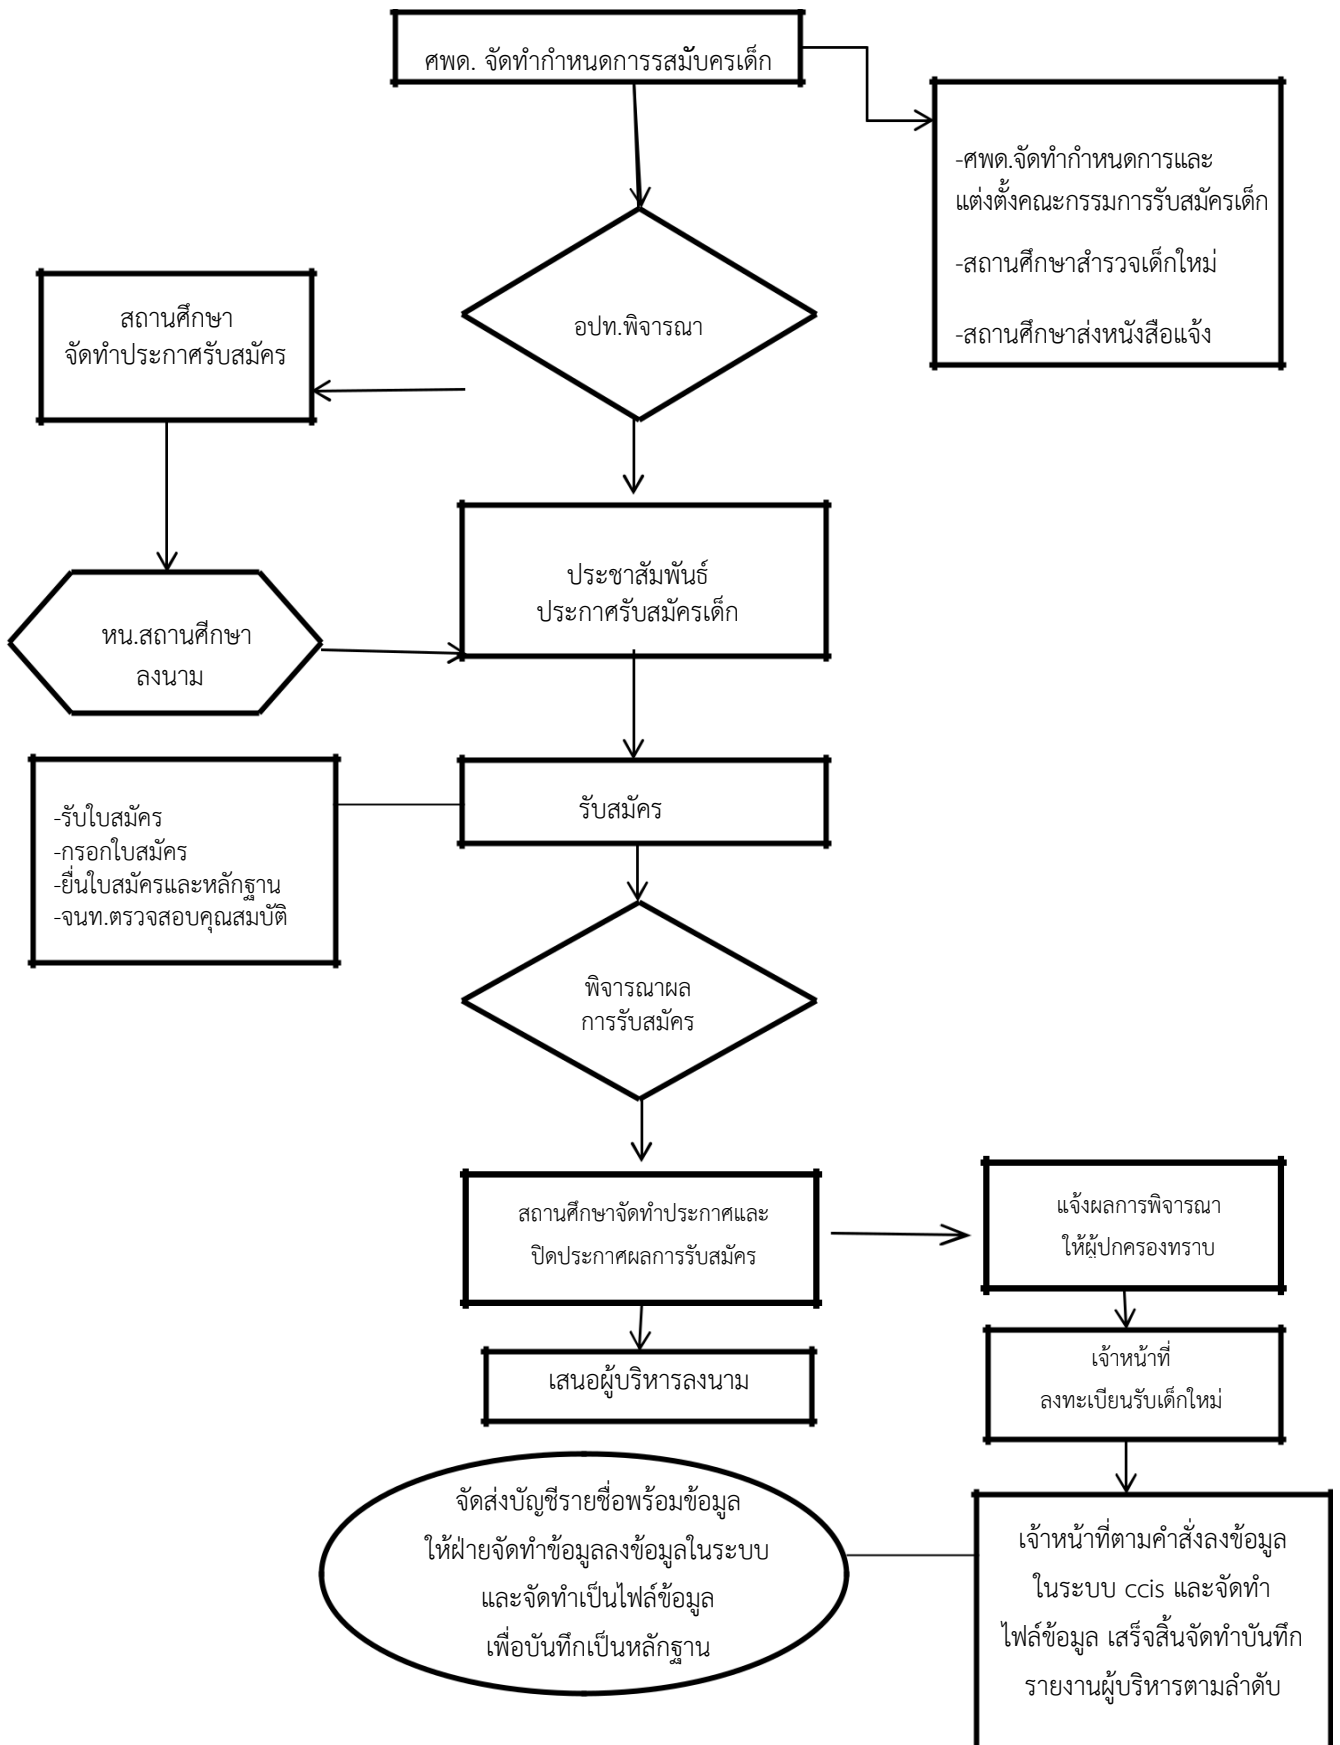 ศพด. จัดทำกำหนดการรสมับครเด็ก
-ศพด.จัดทำกำหนดการและ
แต่งตั้งคณะกรรมการรับสมัครเด็ก
-สถานศึกษาสำรวจเด็กใหม่
-สถานศึกษาส่งหนังสือแจ้ง
อปท.พิจารณา
สถานศึกษา
จัดทำประกาศรับสมัคร
ประชาสัมพันธ์
ประกาศรับสมัครเด็ก
หน.สถานศึกษา
ลงนาม
รับสมัคร
-รับใบสมัคร
-กรอกใบสมัคร
-ยื่นใบสมัครและหลักฐาน
-จนท.ตรวจสอบคุณสมบัติ
พิจารณาผล
การรับสมัคร
สถานศึกษาจัดทำประกาศและ
ปิดประกาศผลการรับสมัคร
แจ้งผลการพิจารณา
ให้ผู้ปกครองทราบ
เสนอผู้บริหารลงนาม
เจ้าหน้าที่
ลงทะเบียนรับเด็กใหม่
จัดส่งบัญชีรายชื่อพร้อมข้อมูล
ให้ฝ่ายจัดทำข้อมูลลงข้อมูลในระบบ
และจัดทำเป็นไฟล์ข้อมูล
เพื่อบันทึกเป็นหลักฐาน
เจ้าหน้าที่ตามคำสั่งลงข้อมูล
ในระบบ ccis และจัดทำ
ไฟล์ข้อมูล เสร็จสิ้นจัดทำบันทึก
รายงานผู้บริหารตามลำดับ